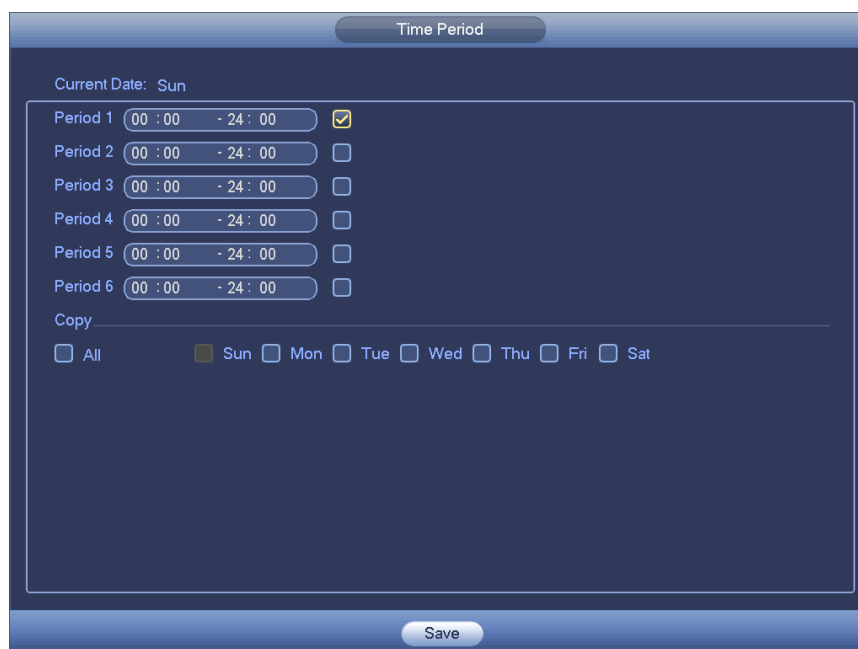 Time Period
Current Date: Sun
Period 1 00 :00 - 24 : 00
Period 2 00 :00 - 24 : 00
Period 3 00 :00 - 24 : 00
Period 4 00 :00 - 24 : 00
Period 5 00 :00 - 24 : 00
Period 6 00 :00 - 24 : 00
Copy
All Sun Mon Tue Wed Thu Fri Sat
Save